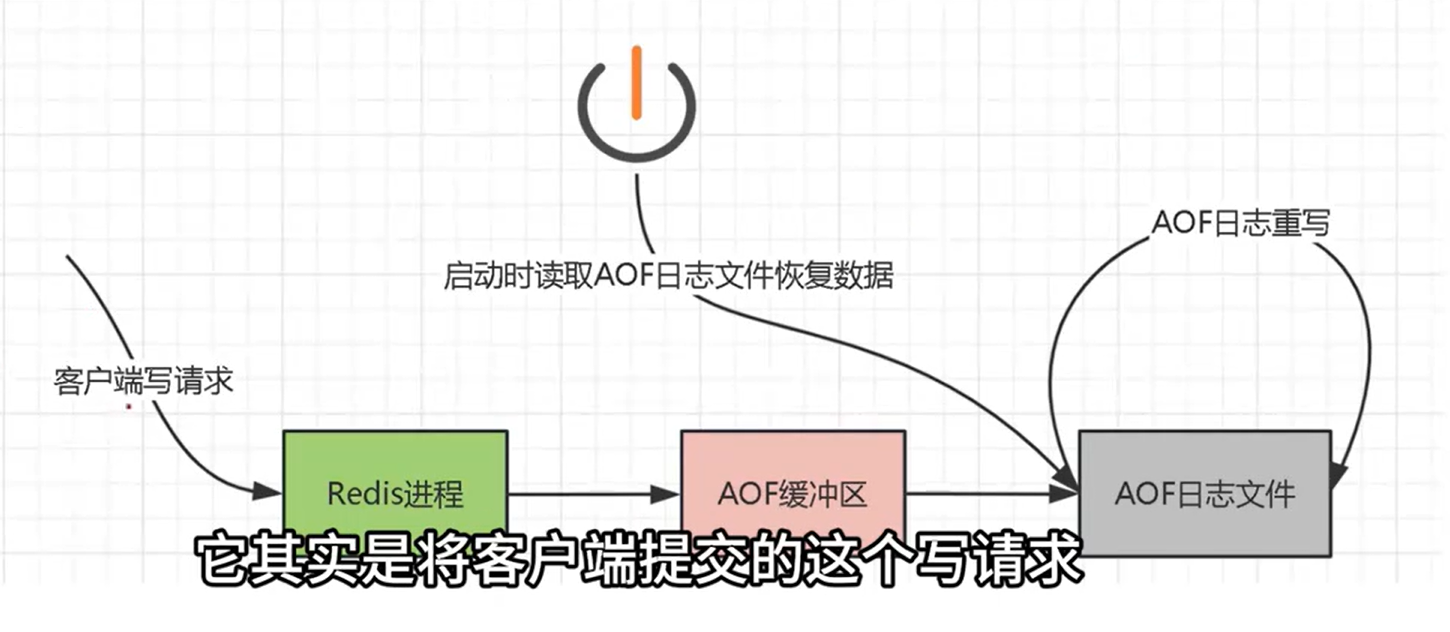 AOF日志重写
启动时读取AOF日志文件恢复数据
客户端写请求
Redis进程
AOF缓冲区
AOF日志文件
它其实是将客户端提交的这个写请求